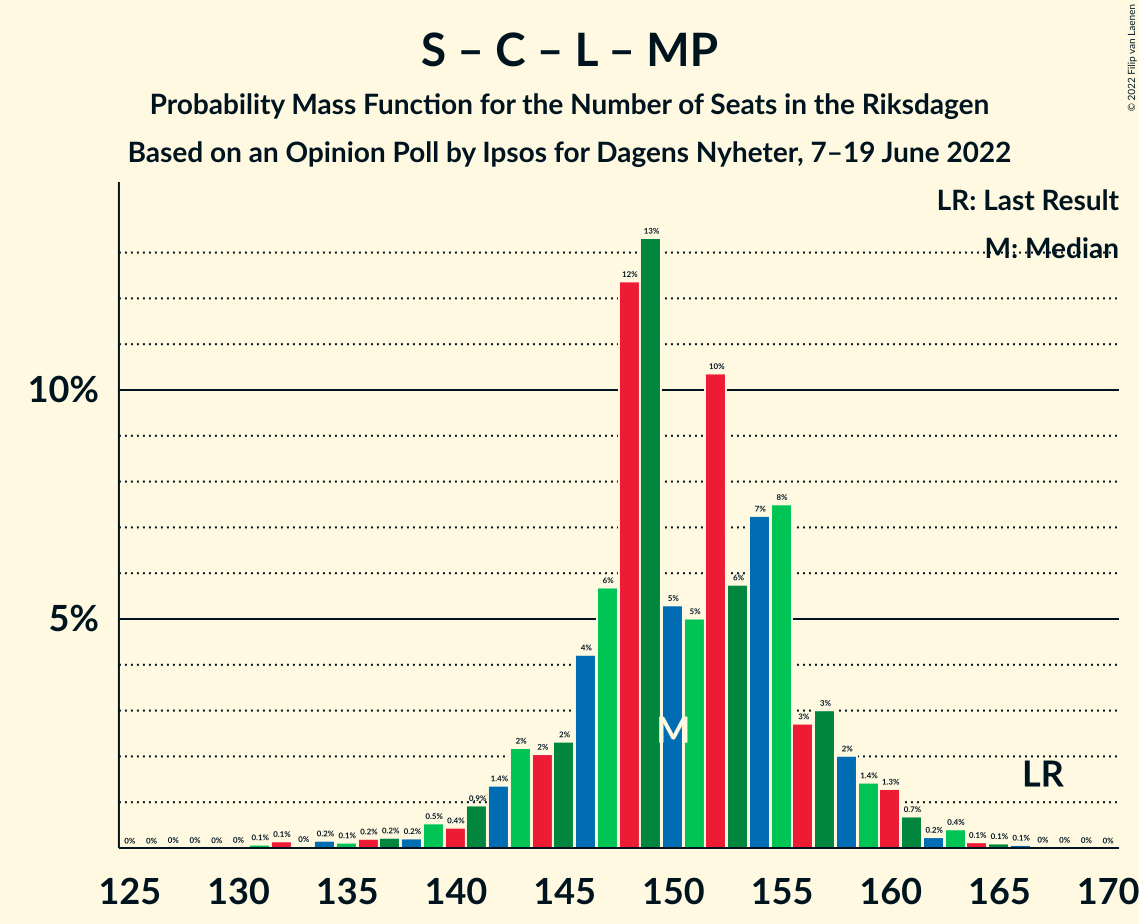 S – C – L – MP
Probability Mass Function for the Number of Seats in the Riksdagen
Based on an Opinion Poll by Ipsos for Dagens Nyheter, 7–19 June 2022
© 2022 Filip van Laenen
LR: Last Result
M: Median
10%
5%
0% 0% 0% 0% 0% 0% 0.1% 0.1% 0% 0.2% 0.1% 0.2% 0.2% 0.2% 0.5% 0.4% 0.9% 1.4% 2% 2% 2% 4% 6% 12% 13% 5% 5% 10% 6% 7% 8% 3% 3% 2% 1.4% 1.3% 0.7% 0.2% 0.4% 0.1% 0.1% 0.1% 0% 0% 0% 0%
M
LR
125 130 135 140 145 150 155 160 165 170